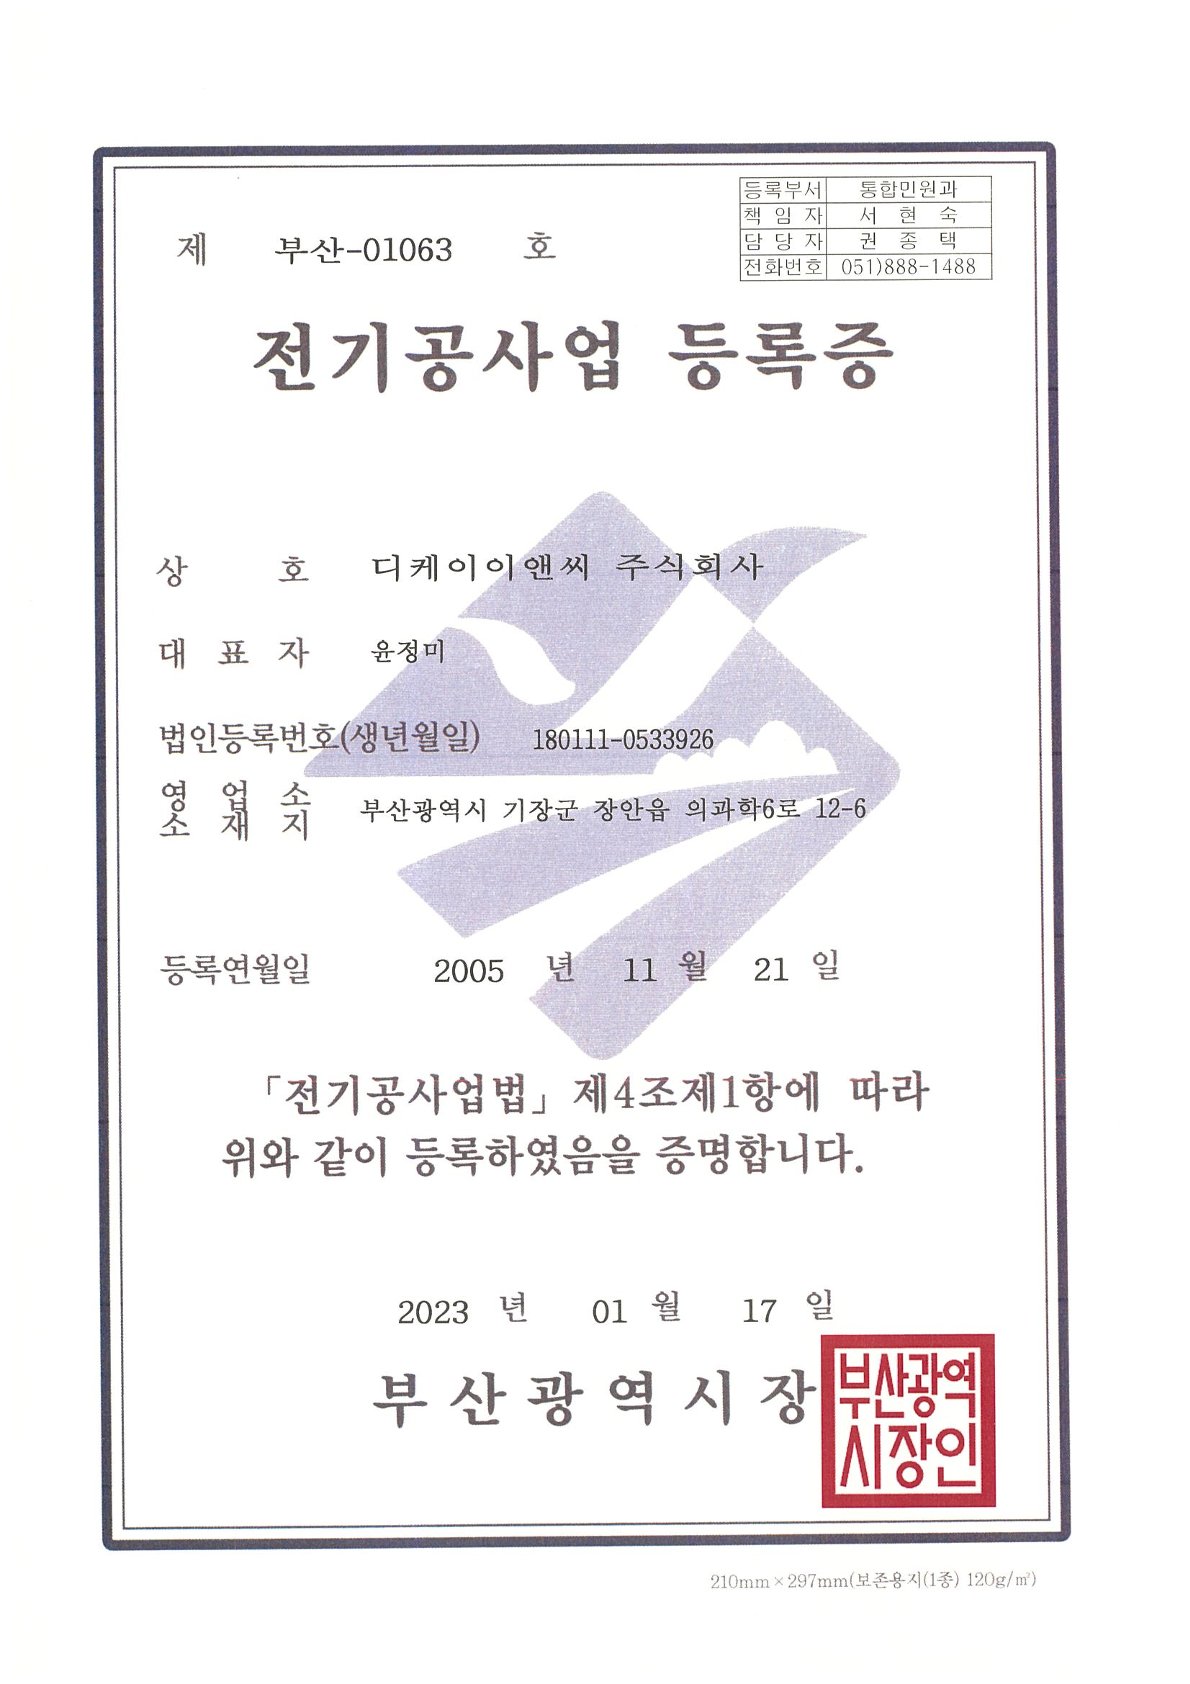 등록부서 통합민원과
책 임 자 서 현 숙
담 당 자 권 종 택
전화번호 051)888-1488
제 부산-01063 호
전기공사업 등록증
상 호 디케이이앤씨 주식회사
대 표 자 윤정미
법인등록번호(생년월일) 180111-0533926
영 업 소
소 재 지 부산광역시 기장군 장안읍 의과학6로 12-6
등록연월일 2005 년 11 월 21 일
「전기공사업법」 제4조제1항에 따라
위와 같이 등록하였음을 증명합니다.
2023 년 01 월 17 일
부 산 광 역 시 장
부산광역
시장인
210mm×297mm(보존용지(1종) 120g/㎡)